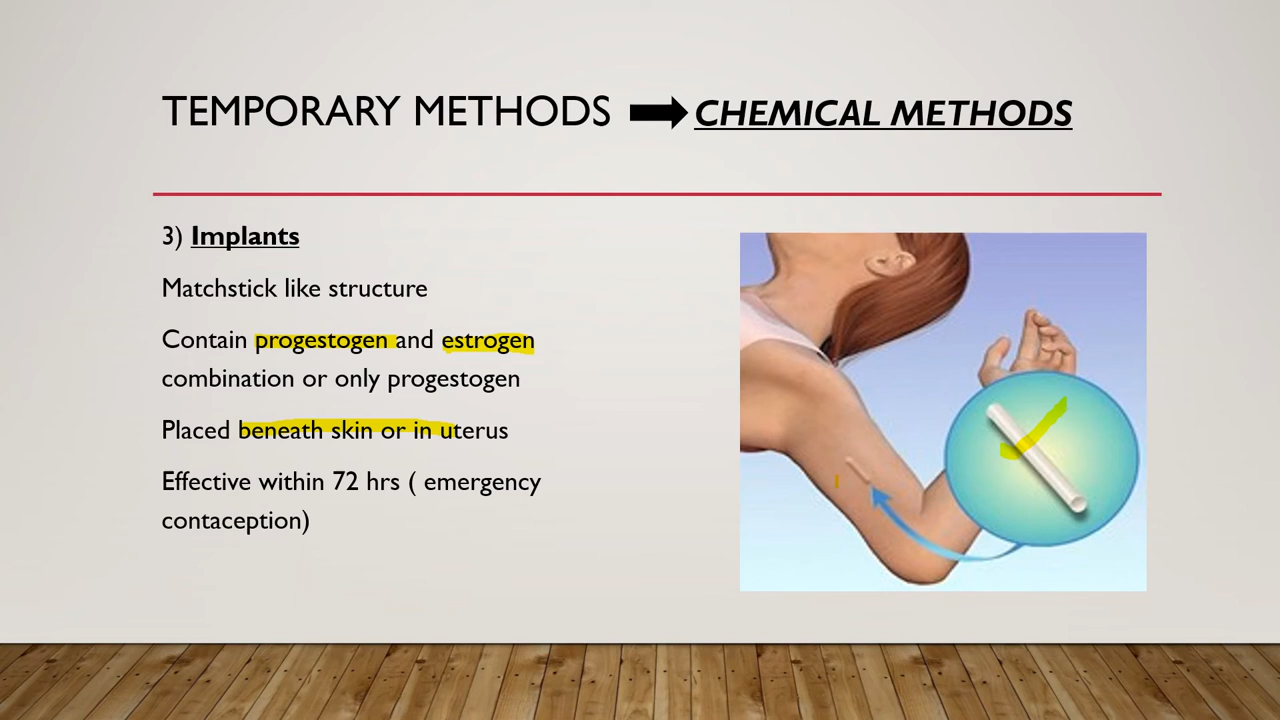 TEMPORARY METHODS CHEMICAL METHODS
3) Implants
Matchstick like structure
Contain progestogen and estrogen
combination or only progestogen
Placed beneath skin or in uterus
Effective within 72 hrs ( emergency
contaception)